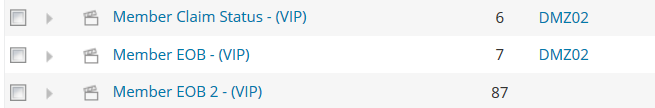 Member Claim Status - (VIP) 6 DMZ02
Member EOB - (VIP) 7 DMZ02
Member EOB 2 - (VIP) 87